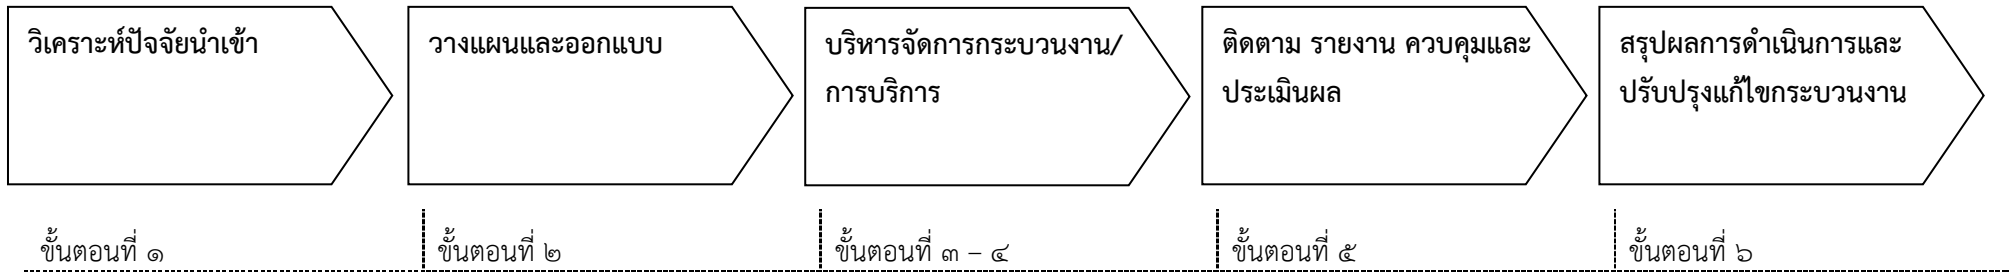 วิเคราะห์ปัจจัยนำเข้า
วางแผนและออกแบบ
บริหารจัดการกระบวนงาน/
การบริการ
ติดตาม รายงาน ควบคุมและ
ประเมินผล
สรุปผลการดำเนินการและ
ปรับปรุงแก้ไขกระบวนงาน
ขั้นตอนที่ ๑
ขั้นตอนที่ ๒
ขั้นตอนที่ ๓ – ๔
ขั้นตอนที่ ๕
ขั้นตอนที่ ๖